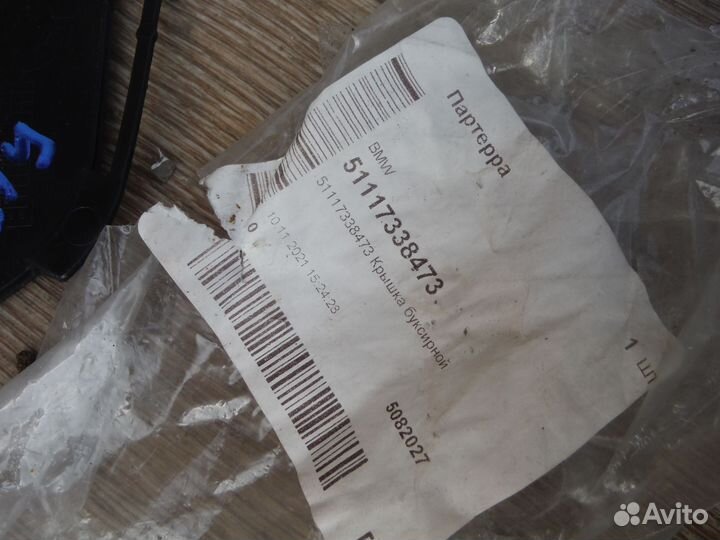 Партерра
BMW
51117338473
51117338473 Крышка буксирной
10.11.2021 15:24:28
0
1 шт
5082027
Avito